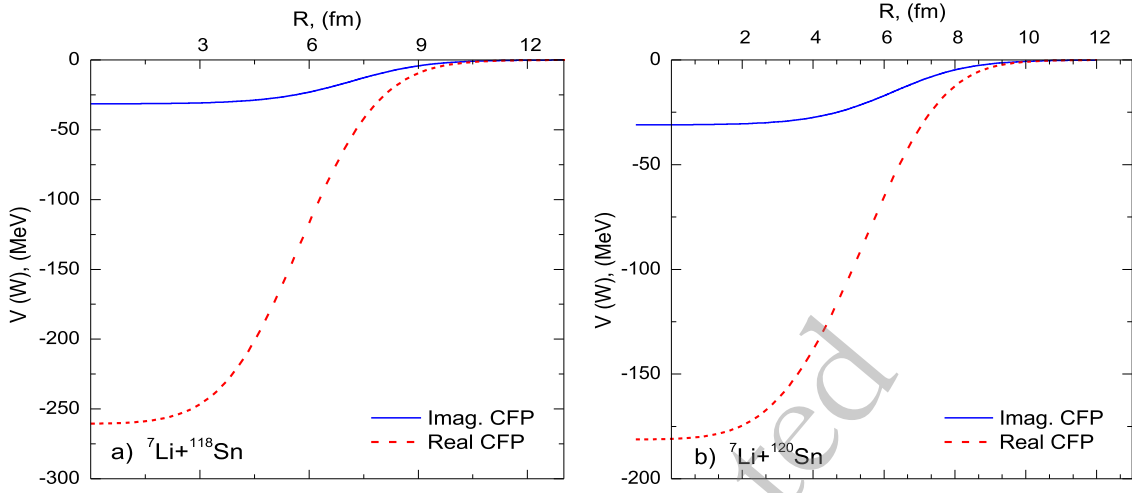 R, (fm)
3 6 9 12
0
-50
-100
-150
-200
-250
-300
V (W), (MeV)
Imag. CFP
Real CFP
a) ⁷Li+¹¹⁸Sn
R, (fm)
2 4 6 8 10 12
0
-50
-100
-150
-200
V (W), (MeV)
Imag. CFP
Real CFP
b) ⁷Li+¹²⁰Sn
ted